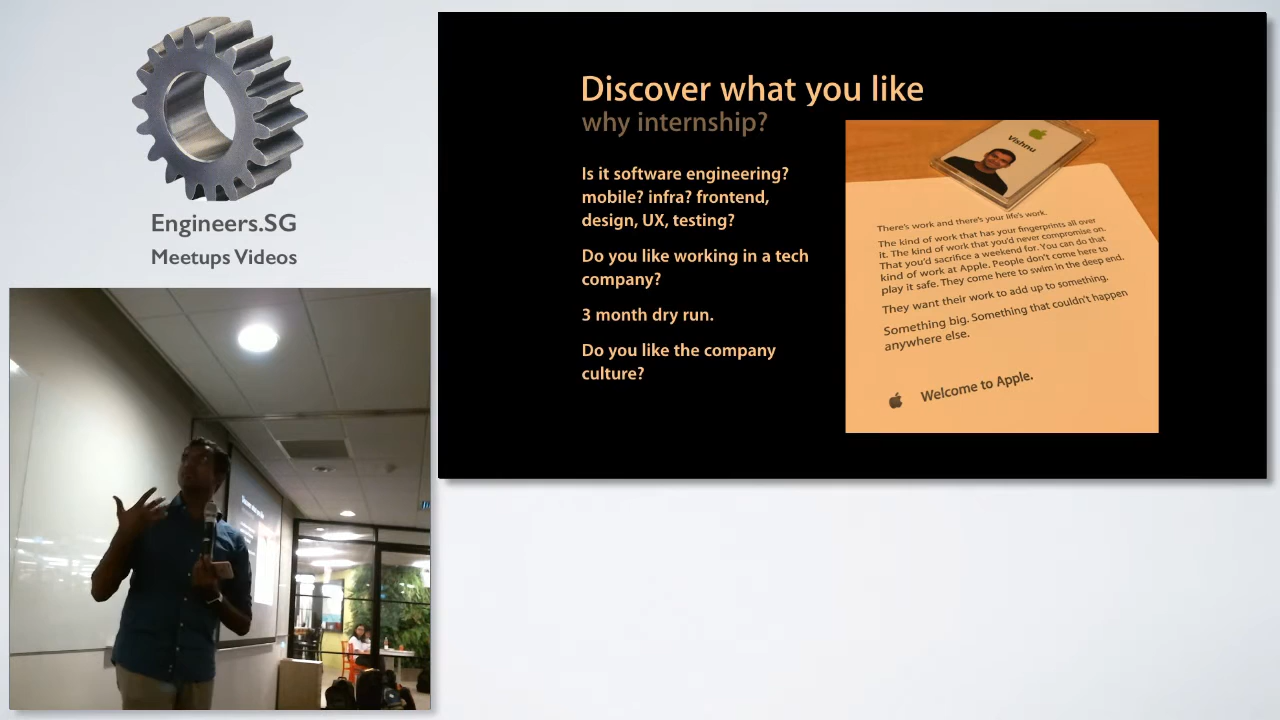 Engineers.SG
Meetups Videos
Discover what you like
why internship?
Is it software engineering?
mobile? infra? frontend,
design, UX, testing?
Do you like working in a tech
company?
3 month dry run.
Do you like the company
culture?
Vishnu
There's work and there's your life's work.
The kind of work that has your fingerprints all over
it. The kind of work that you'd never compromise on.
That you'd sacrifice a weekend for. You can do that
kind of work at Apple. People don't come here to
play it safe. They come here to swim in the deep end.
They want their work to add up to something.
Something big. Something that couldn't happen
anywhere else.
Welcome to Apple.